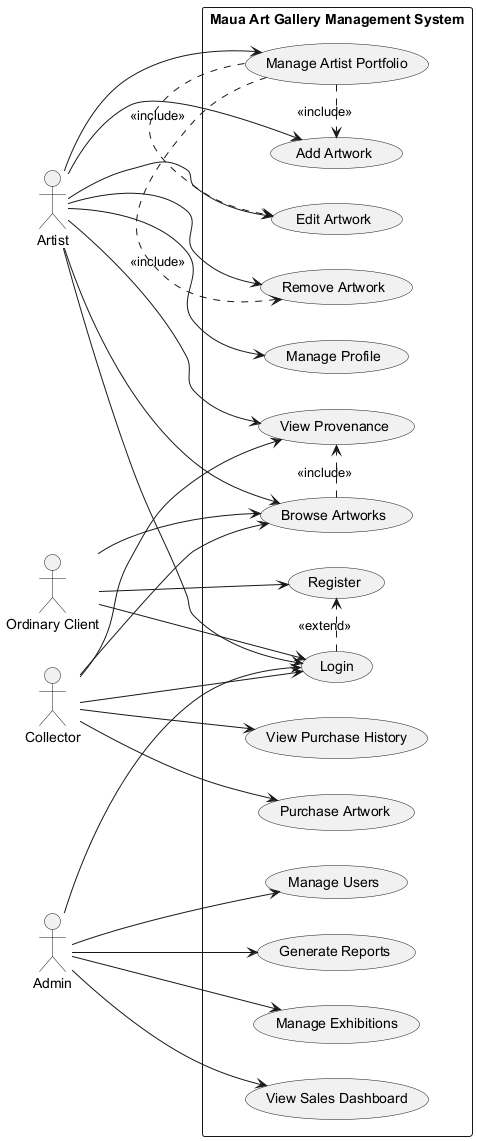 Maua Art Gallery Management System
Manage Artist Portfolio
«include»
«include»
Add Artwork
Artist
Edit Artwork
«include»
Remove Artwork
Manage Profile
View Provenance
«include»
Browse Artworks
Ordinary Client
Register
«extend»
Login
Collector
View Purchase History
Purchase Artwork
Manage Users
Admin
Generate Reports
Manage Exhibitions
View Sales Dashboard